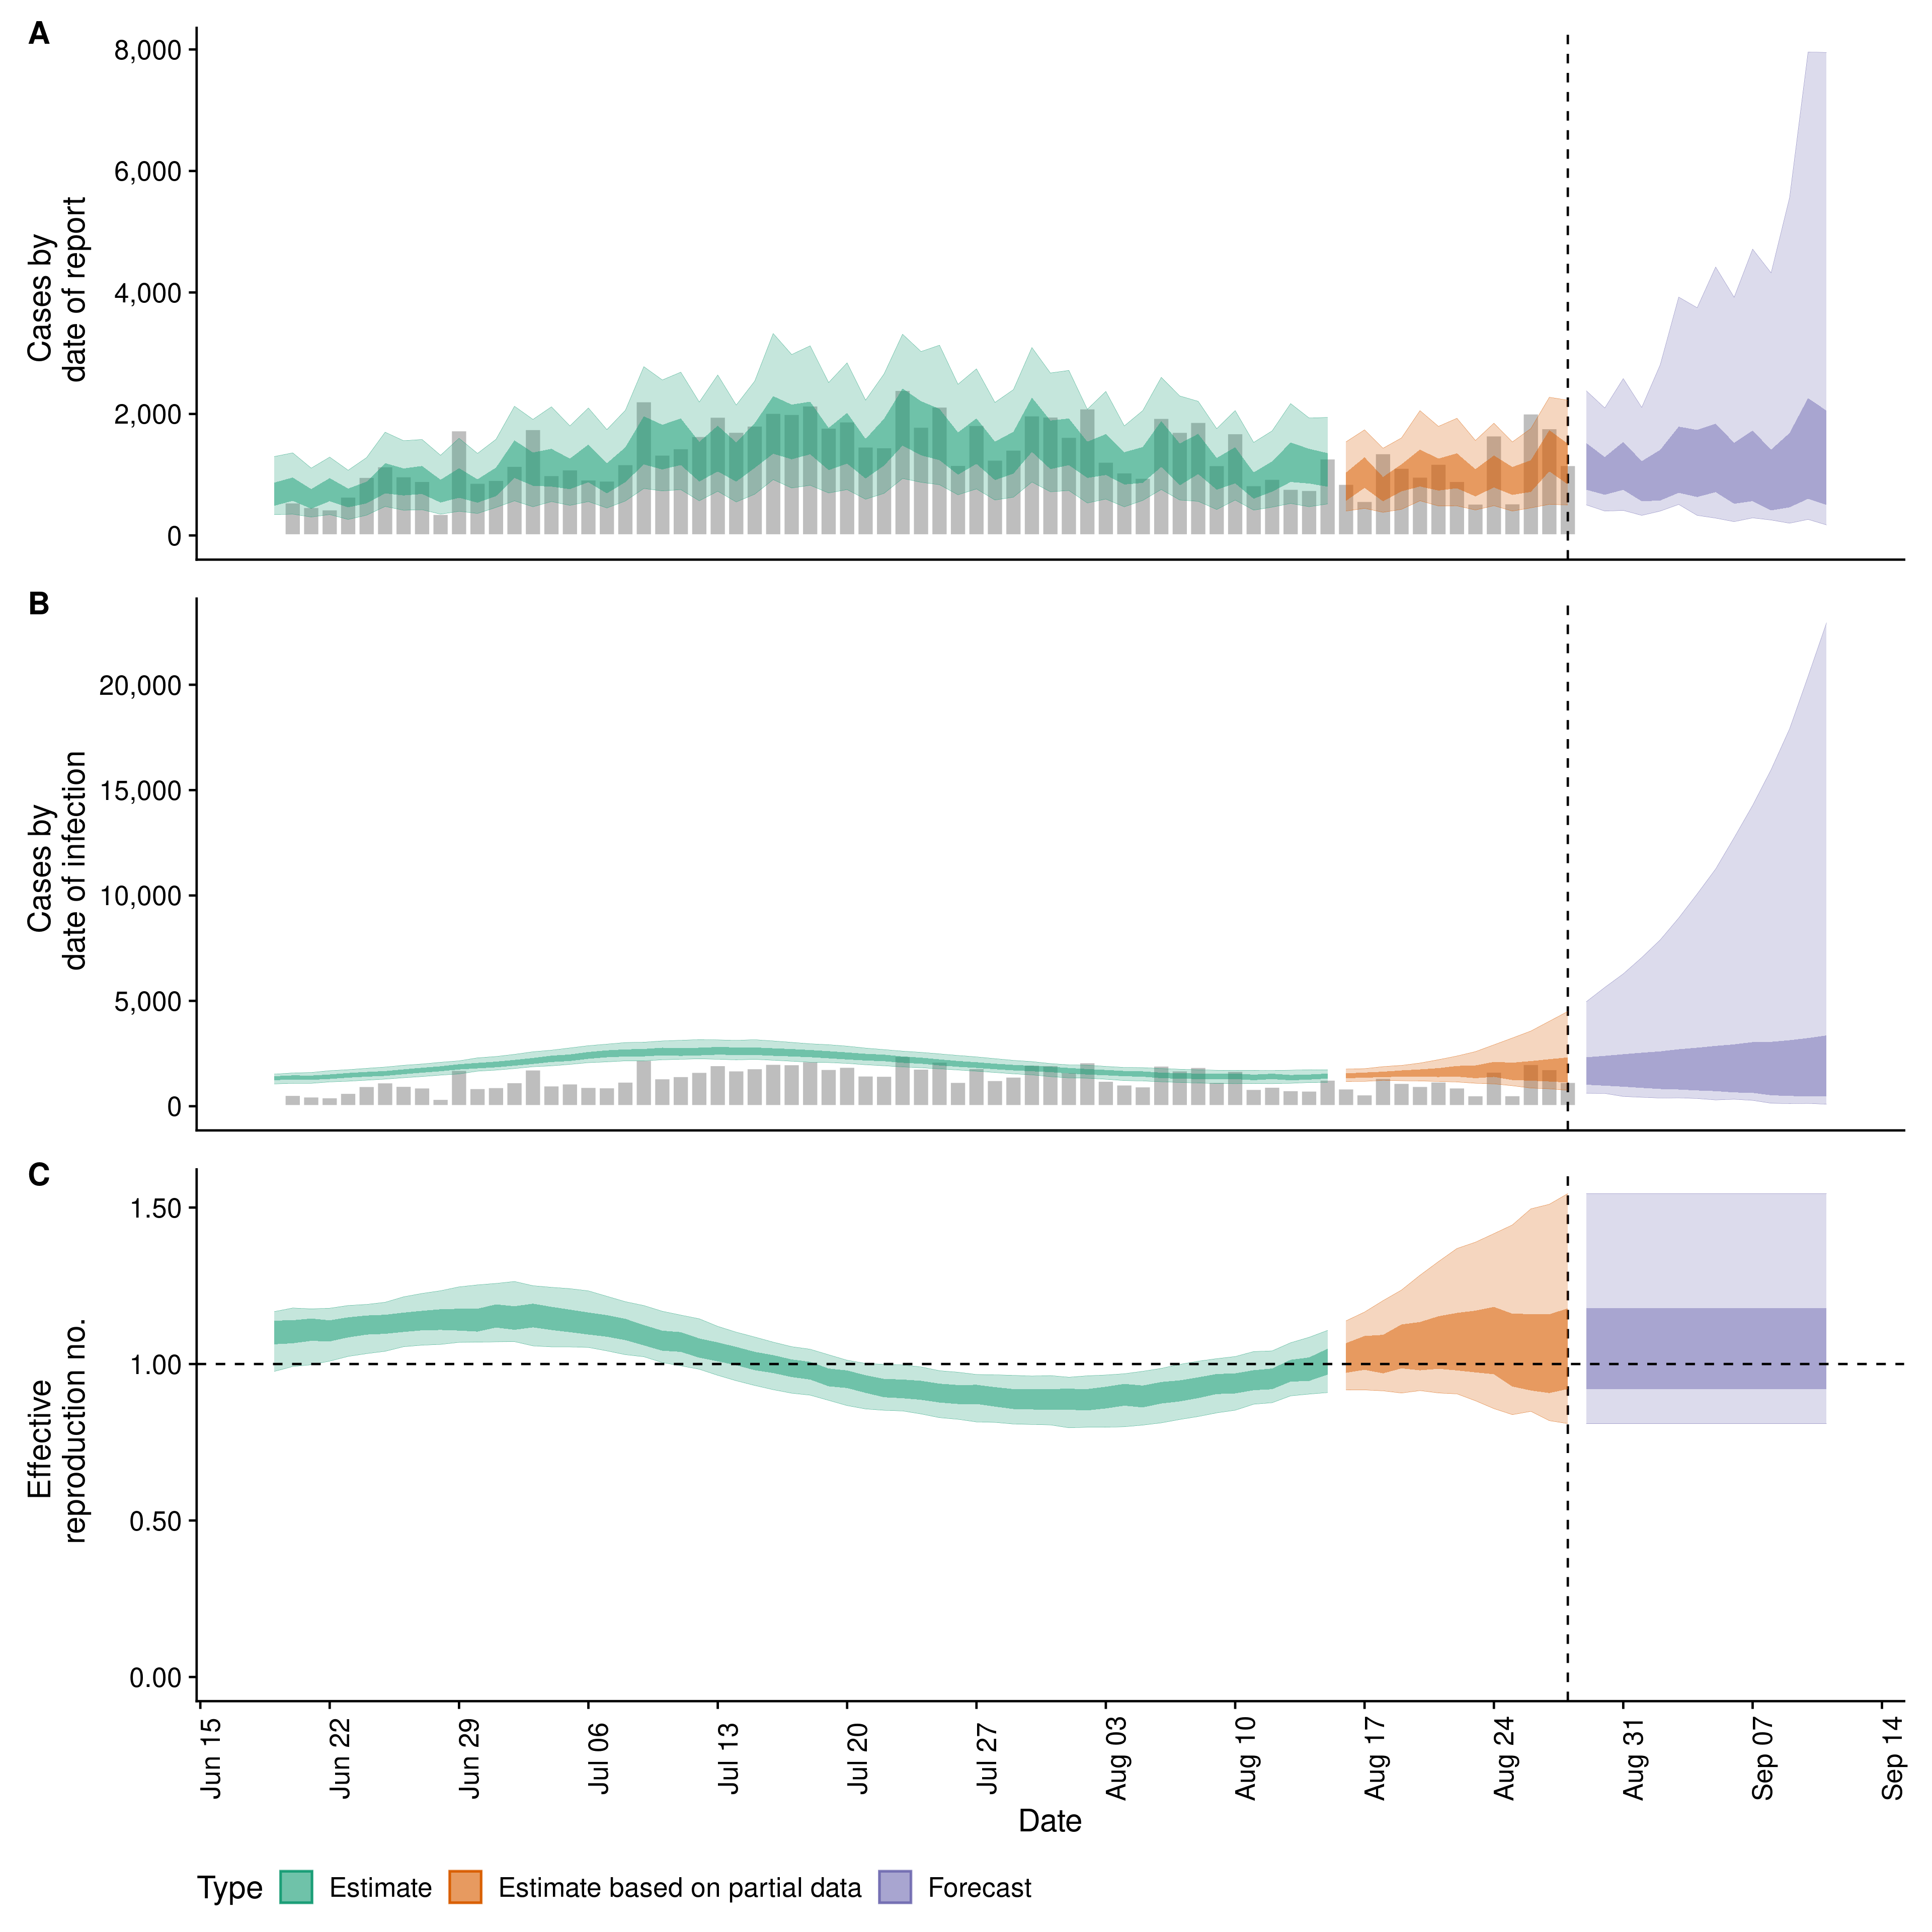 A
8,000
6,000
4,000
2,000
0
Cases by
date of report
B
20,000
15,000
10,000
5,000
0
Cases by
date of infection
C
1.50
1.00
0.50
0.00
Effective
reproduction no.
Jun 15
Jun 22
Jun 29
Jul 06
Jul 13
Jul 20
Jul 27
Aug 03
Aug 10
Aug 17
Aug 24
Aug 31
Sep 07
Sep 14
Date
Type Estimate Estimate based on partial data Forecast